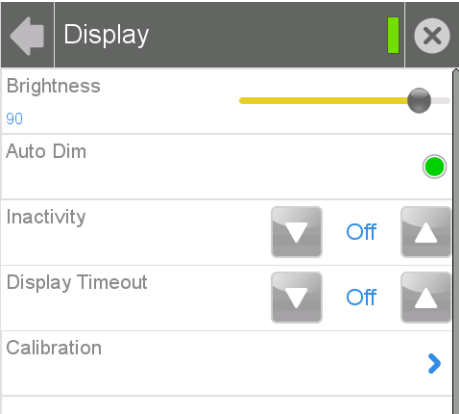 Display
Brightness
90
Auto Dim
Inactivity
Off
Display Timeout
Off
Calibration